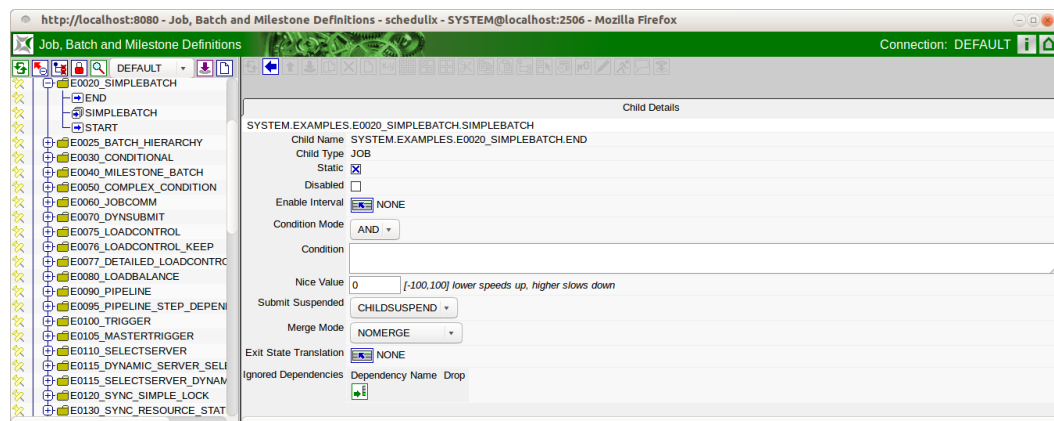 http://localhost:8080 - Job, Batch and Milestone Definitions - schedulix - SYSTEM@localhost:2506 - Mozilla Firefox
Job, Batch and Milestone Definitions
Connection: DEFAULT
DEFAULT
E0020_SIMPLEBATCH
END
SIMPLEBATCH
START
E0025_BATCH_HIERARCHY
E0030_CONDITIONAL
E0040_MILESTONE_BATCH
E0050_COMPLEX_CONDITION
E0060_JOBCOMM
E0070_DYNSUBMIT
E0075_LOADCONTROL
E0076_LOADCONTROL_KEEP
E0077_DETAILED_LOADCONTRO
E0080_LOADBALANCE
E0090_PIPELINE
E0095_PIPELINE_STEP_DEPEN
E0100_TRIGGER
E0105_MASTERTRIGGER
E0110_SELECTSERVER
E0115_DYNAMIC_SERVER_SEL
E0115_SELECTSERVER_DYNAM
E0120_SYNC_SIMPLE_LOCK
E0130_SYNC_RESOURCE_STAT
Child Details
SYSTEM.EXAMPLES.E0020_SIMPLEBATCH.SIMPLEBATCH
Child Name SYSTEM.EXAMPLES.E0020_SIMPLEBATCH.END
Child Type JOB
Static
Disabled
Enable Interval NONE
Condition Mode AND
Condition
Nice Value 0 [-100,100] lower speeds up, higher slows down
Submit Suspended CHILDSUSPEND
Merge Mode NOMERGE
Exit State Translation NONE
Ignored Dependencies Dependency Name Drop